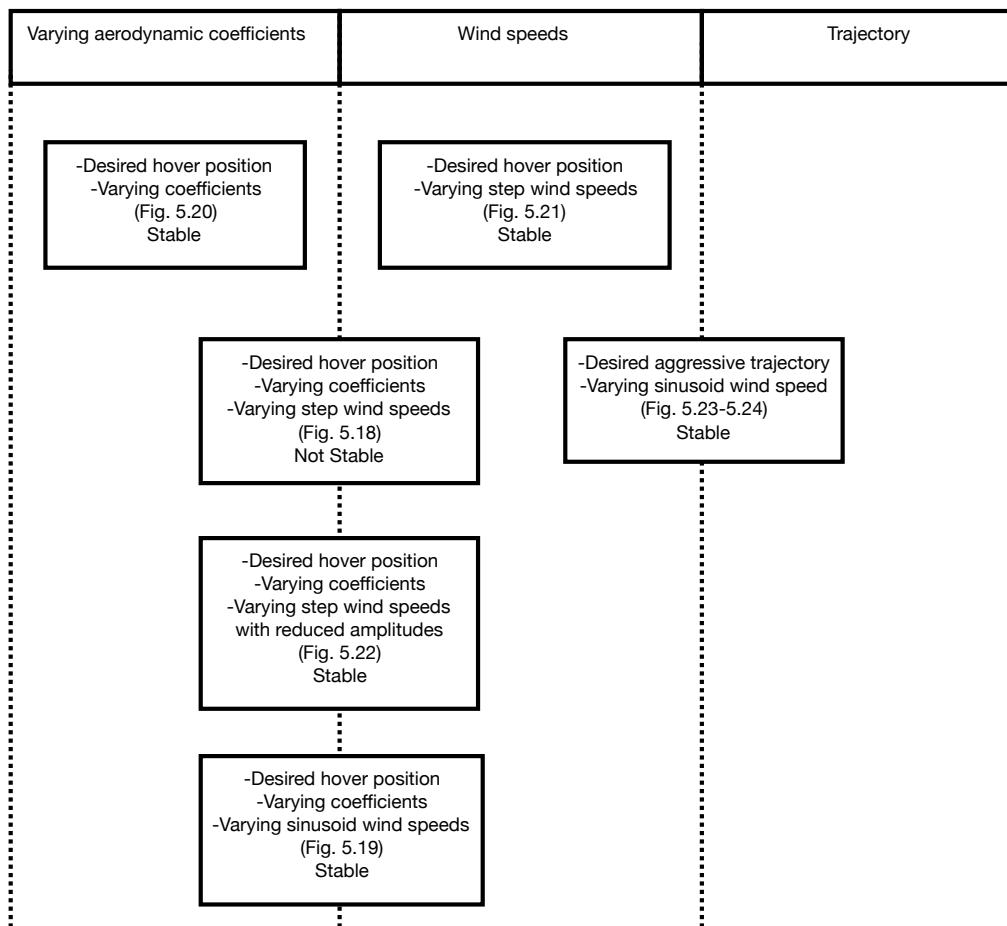 Varying aerodynamic coefficients
Wind speeds
Trajectory
-Desired hover position
-Varying coefficients
(Fig. 5.20)
Stable
-Desired hover position
-Varying step wind speeds
(Fig. 5.21)
Stable
-Desired hover position
-Varying coefficients
-Varying step wind speeds
(Fig. 5.18)
Not Stable
-Desired aggressive trajectory
-Varying sinusoid wind speed
(Fig. 5.23-5.24)
Stable
-Desired hover position
-Varying coefficients
-Varying step wind speeds
with reduced amplitudes
(Fig. 5.22)
Stable
-Desired hover position
-Varying coefficients
-Varying sinusoid wind speeds
(Fig. 5.19)
Stable